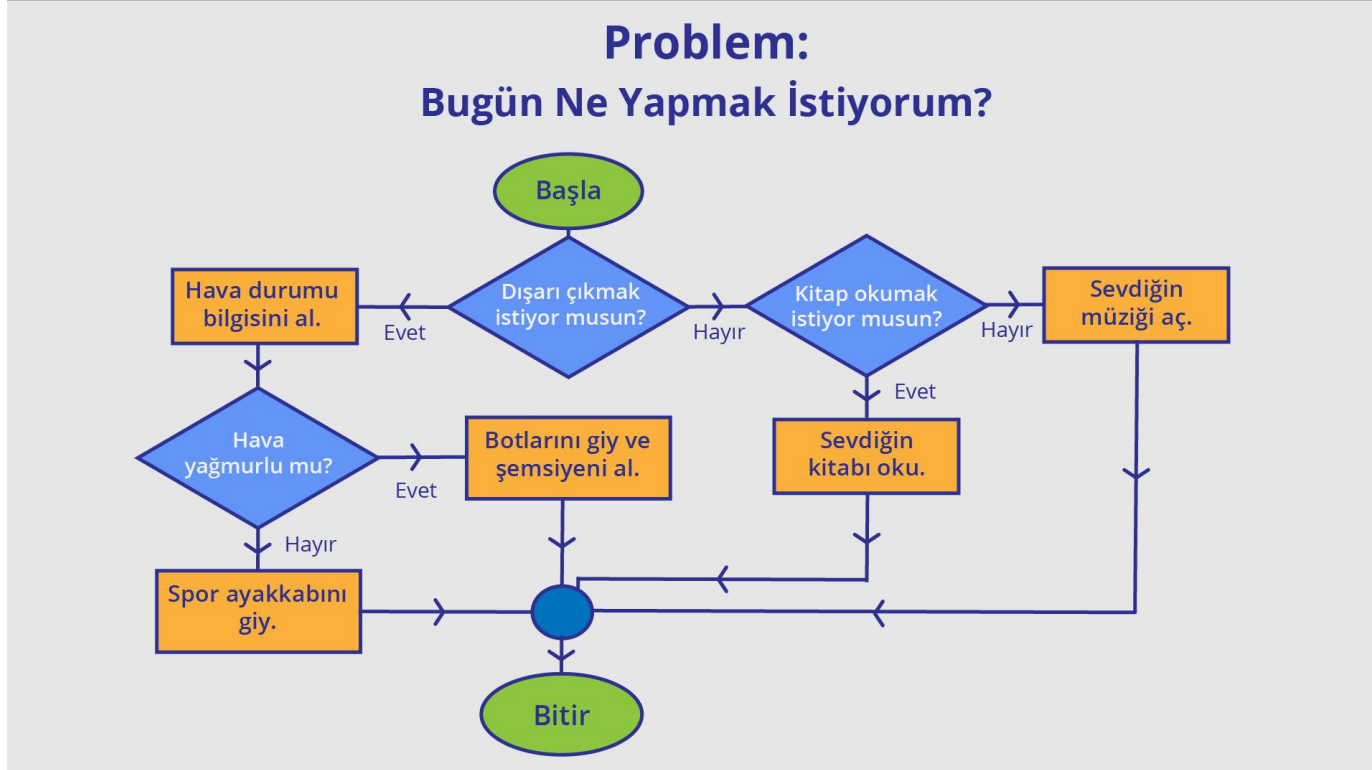 Problem:
Bugün Ne Yapmak İstiyorum?
Başla
Dışarı çıkmak
istiyor musun?
Evet
Hayır
Hava durumu
bilgisini al.
Kitap okumak
istiyor musun?
Hayır
Sevdiğin
müziği aç.
Evet
Hava
yağmurlu mu?
Evet
Botlarını giy ve
şemsiyeni al.
Sevdiğin
kitabı oku.
Hayır
Spor ayakkabını
giy.
Bitir